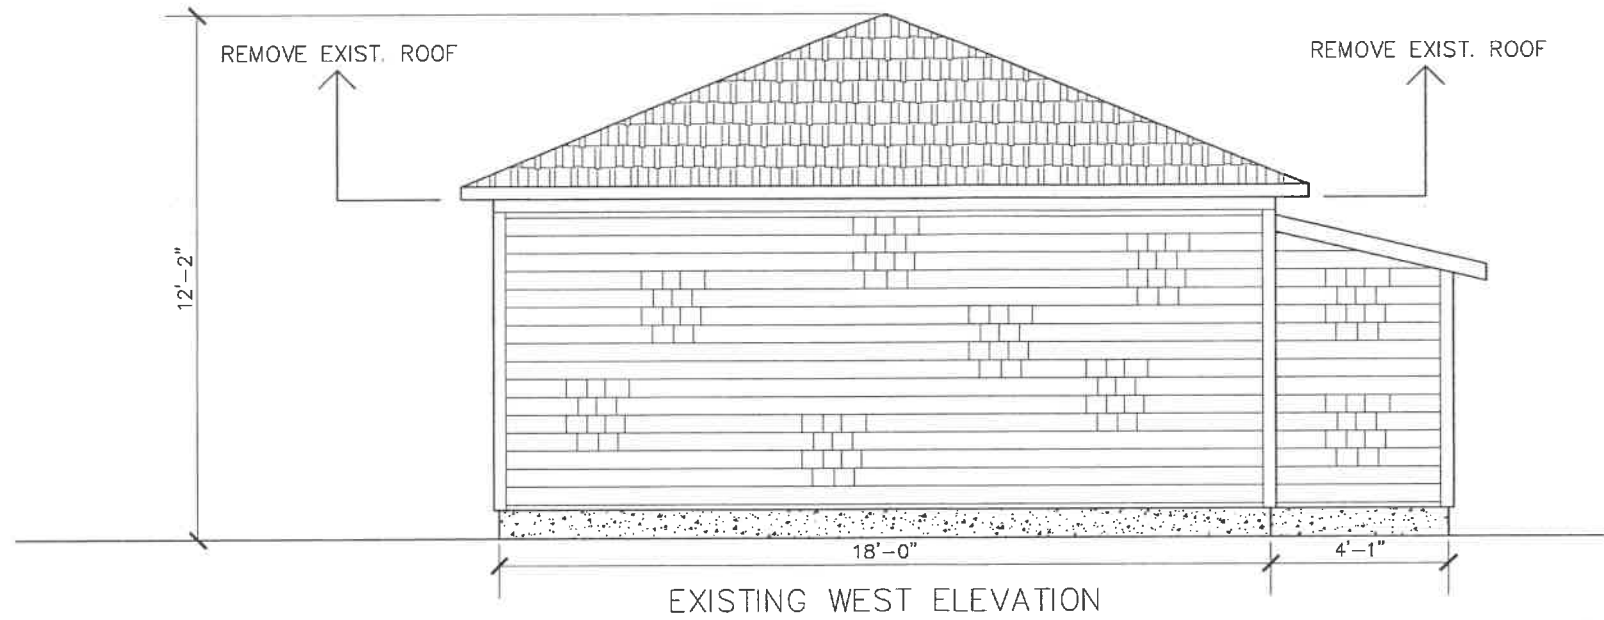 REMOVE EXIST. ROOF
REMOVE EXIST. ROOF
12'-2"
18'-0"
4'-1"
EXISTING WEST ELEVATION